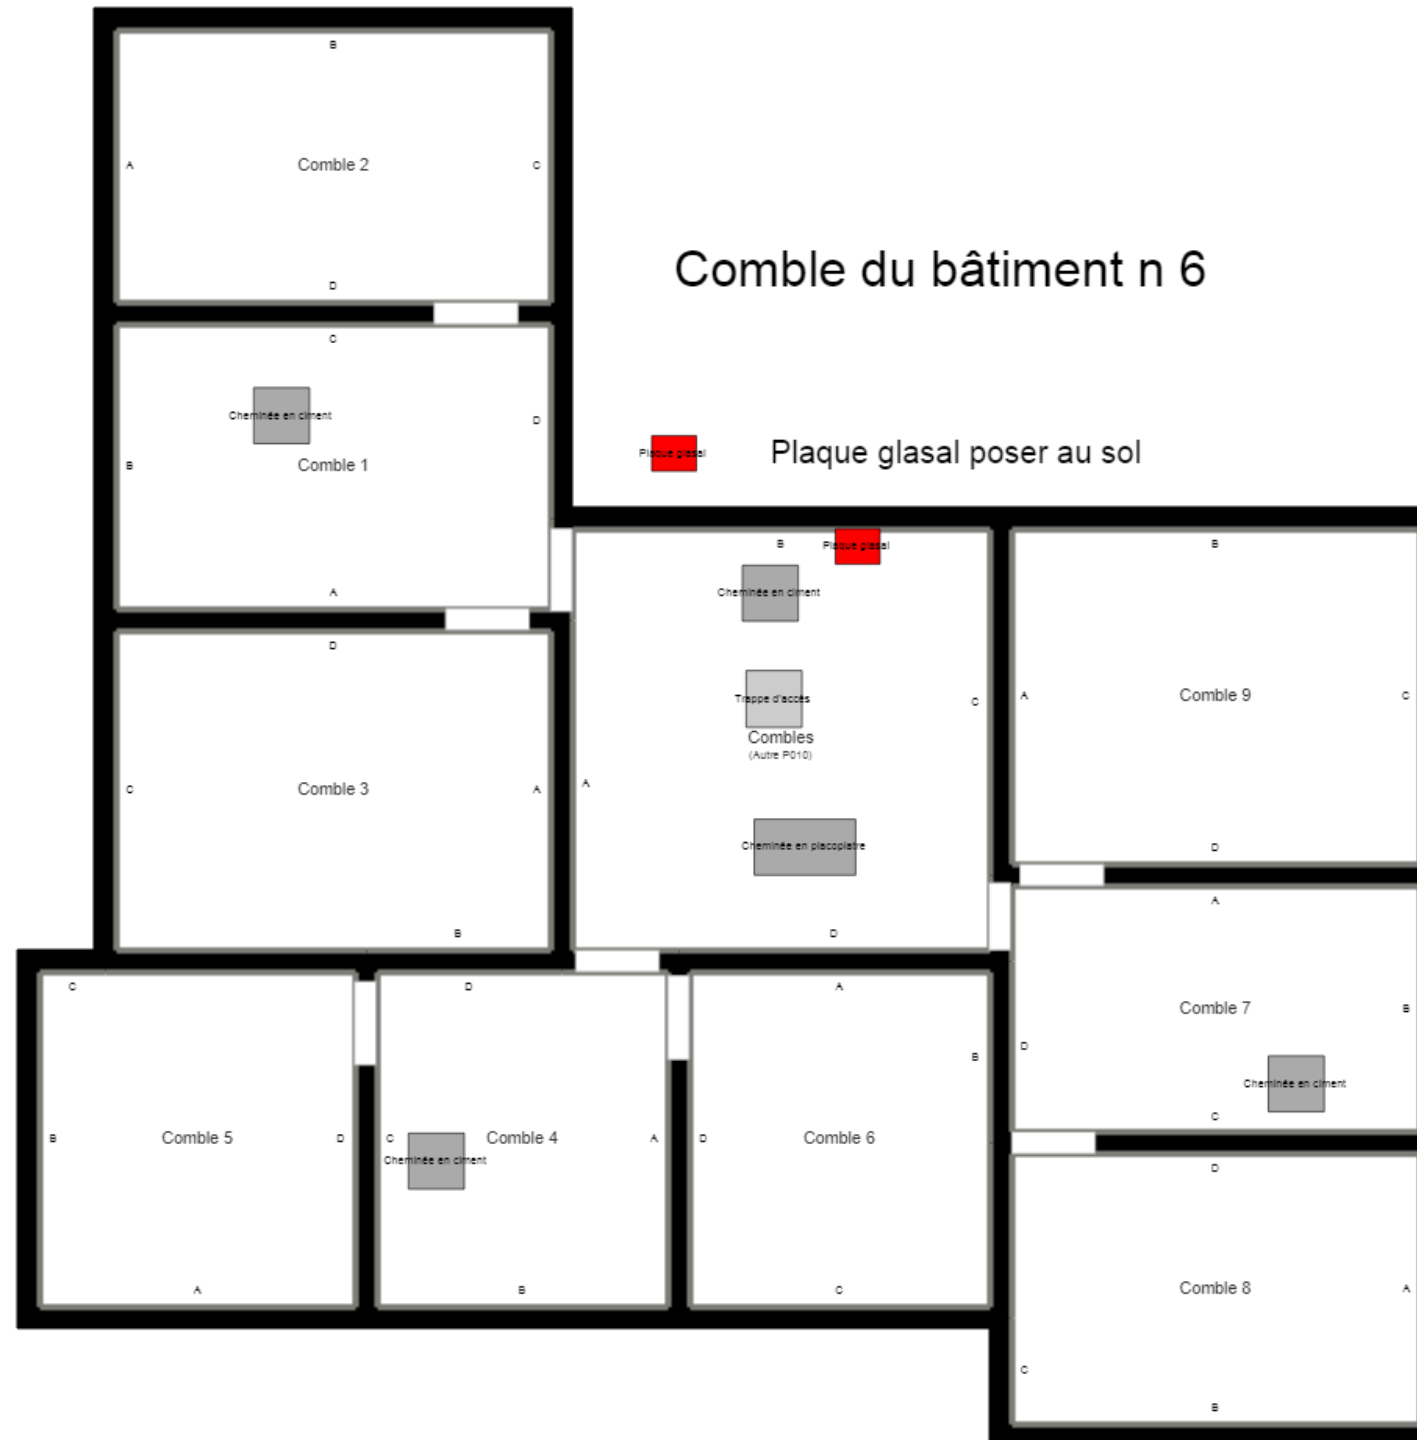 B
A
Comble 2
C
D
Comble du bâtiment n 6
C
Cheminée en ciment
D
B
Comble 1
A
Plaque glasal
Plaque glasal poser au sol
B
Plaque glasal
Cheminée en ciment
Trappe d'accès
C
Combles
(Autre P010)
A
Cheminée en placoplatre
D
B
A
Comble 9
C
D
D
C
Comble 3
A
B
C
B
Comble 5
D
A
D
C
Comble 4
A
Cheminée en ciment
B
A
B
D
Comble 6
C
A
Comble 7
B
D
Cheminée en ciment
C
D
Comble 8
A
C
B